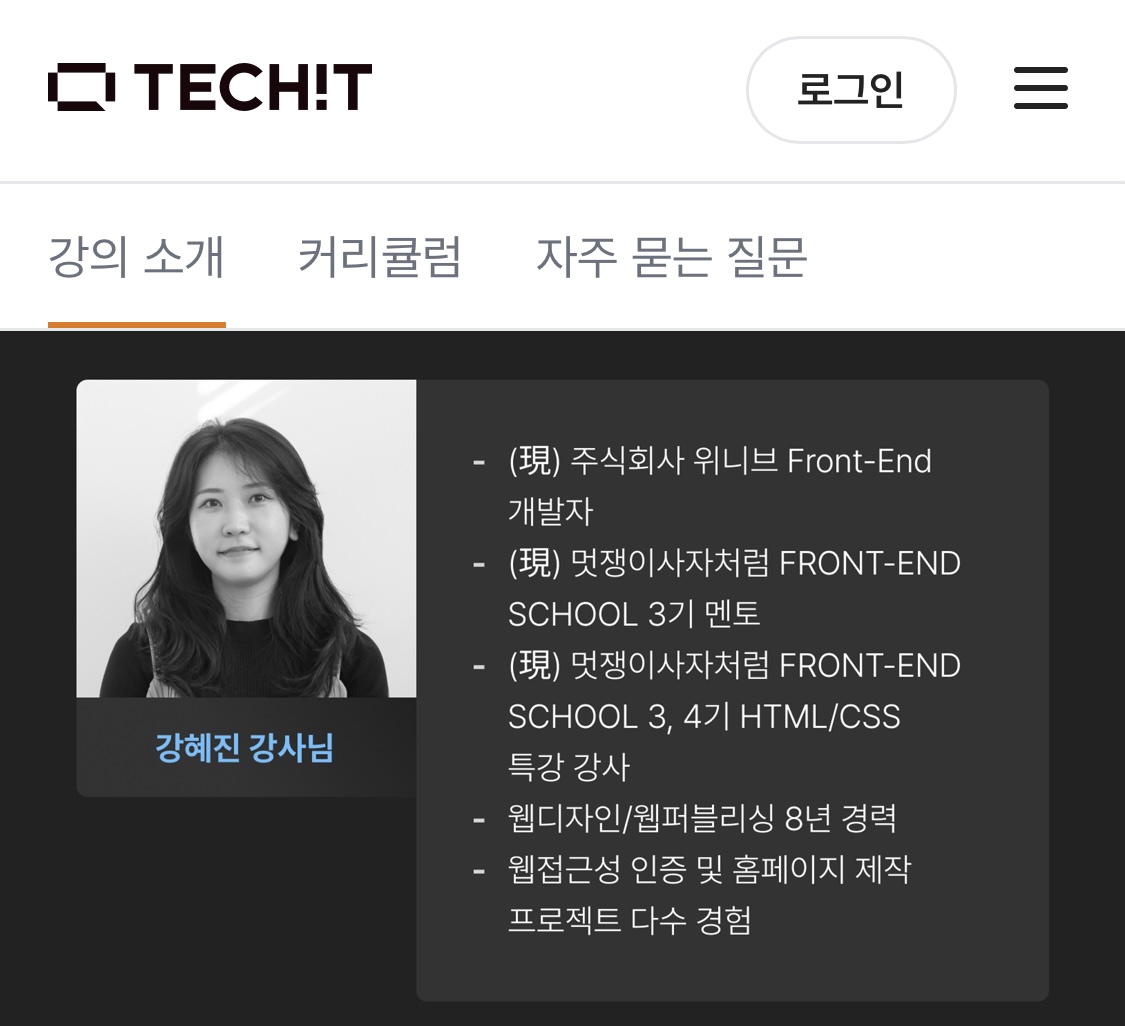 TECH!T
로그인
강의 소개
커리큘럼
자주 묻는 질문
강혜진 강사님
- (現) 주식회사 위니브 Front-End
개발자
- (現) 멋쟁이사자처럼 FRONT-END
SCHOOL 3기 멘토
- (現) 멋쟁이사자처럼 FRONT-END
SCHOOL 3, 4기 HTML/CSS
특강 강사
- 웹디자인/웹퍼블리싱 8년 경력
- 웹접근성 인증 및 홈페이지 제작
프로젝트 다수 경험